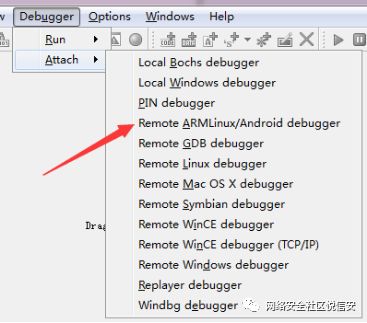 Debugger Options Windows Help
Run
Attach
Local Bochs debugger
Local Windows debugger
PIN debugger
Remote ARMLinux/Android debugger
Remote GDB debugger
Remote Linux debugger
Remote Mac OS X debugger
Remote Symbian debugger
Remote WinCE debugger
Remote WinCE debugger (TCP/IP)
Drag
Remote Windows debugger
Replayer debugger
Windbg debugger
网络安全社区悦信安